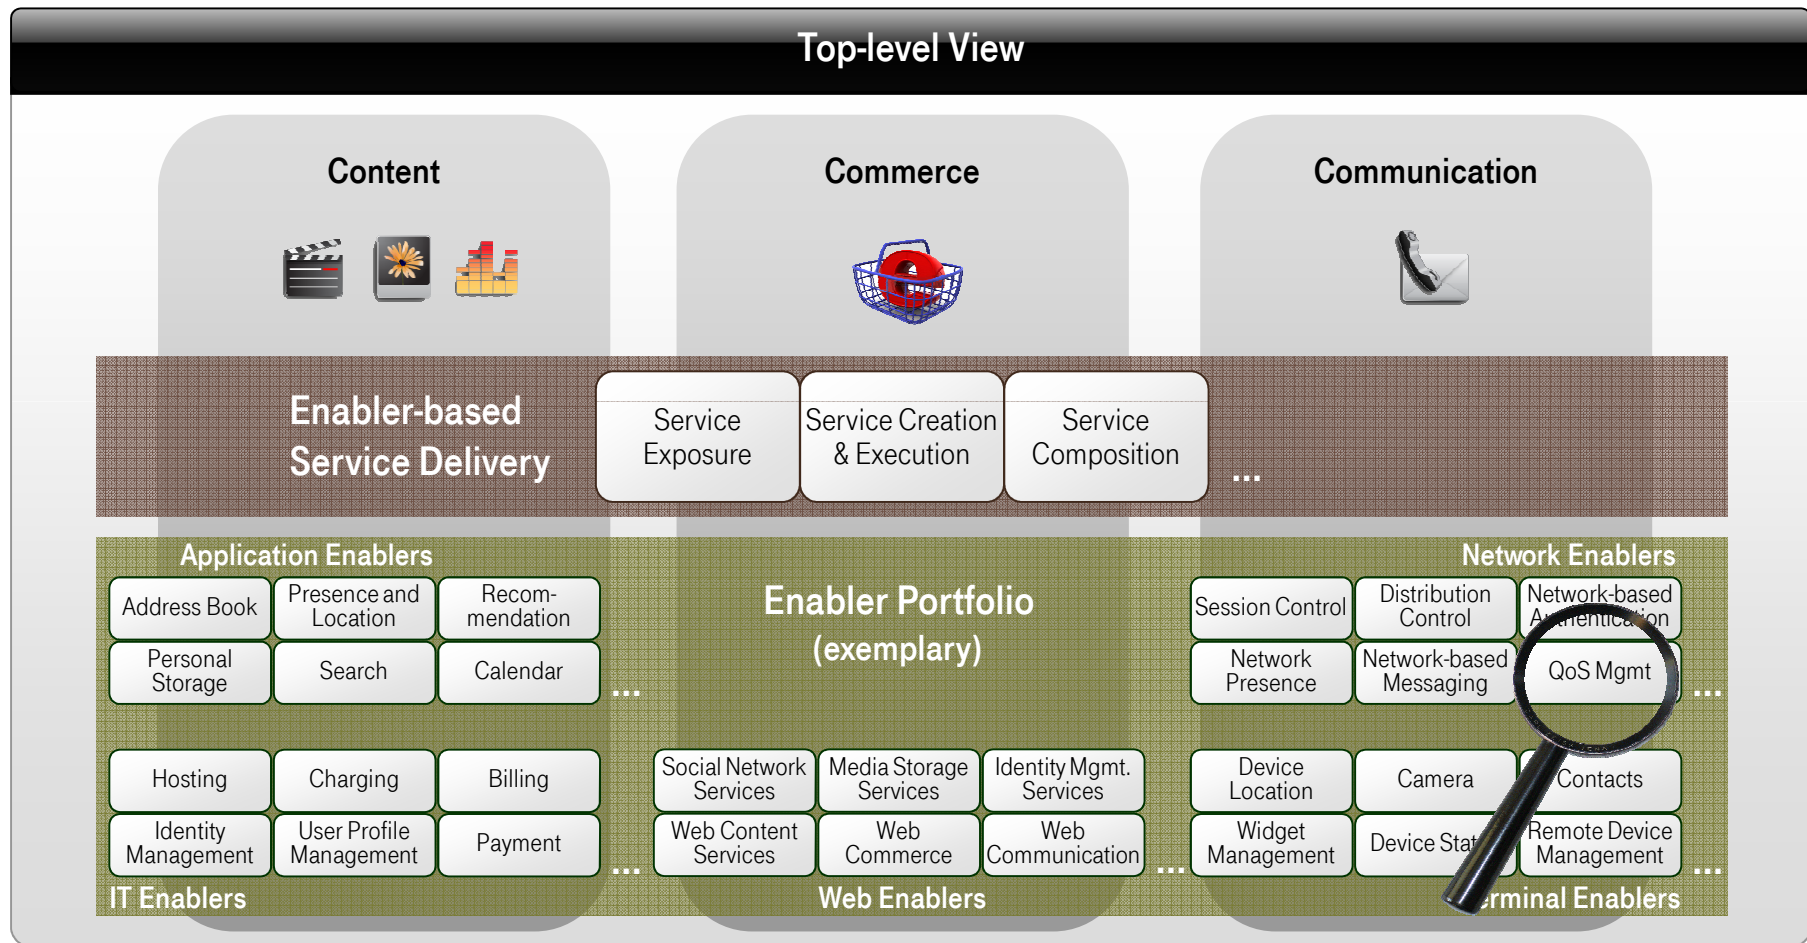 Top-level View
Content
Commerce
Communication
Enabler-based
Service Delivery
Service
Exposure
Service Creation
& Execution
Service
Composition
...
Application Enablers
Address Book
Presence and
Location
Recom-
mendation
Personal
Storage
Search
Calendar
...
Enabler Portfolio
(exemplary)
Network Enablers
Session Control
Distribution
Control
Network-based
Authentication
Network
Presence
Network-based
Messaging
QoS Mgmt
...
Hosting
Charging
Billing
Identity
Management
User Profile
Management
Payment
...
IT Enablers
Social Network
Services
Media Storage
Services
Identity Mgmt.
Services
Web Content
Services
Web
Commerce
Web
Communication
...
Web Enablers
Device
Location
Camera
Contacts
Widget
Management
Device
Remote Device
Management
...
Terminal Enablers